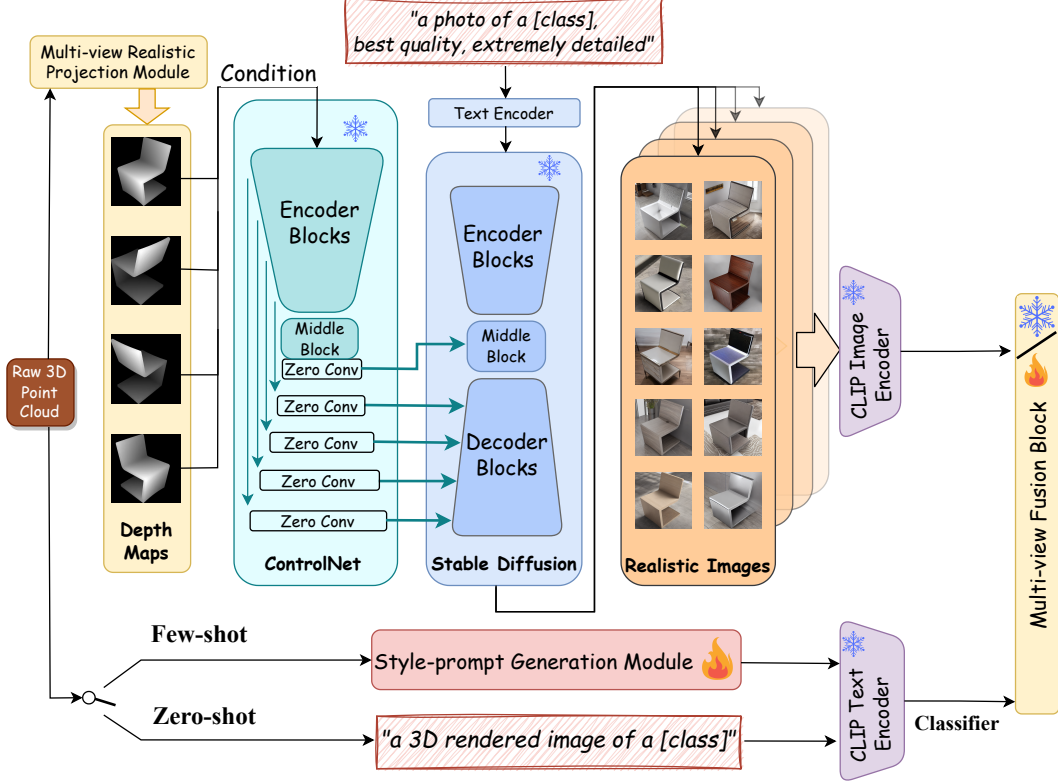 "a photo of a [class],
best quality, extremely detailed"
Multi-view Realistic
Projection Module
Condition
Text Encoder
Encoder
Blocks
Encoder
Blocks
Middle
Block
Middle
Block
Zero Conv
Zero Conv
Zero Conv
Zero Conv
Zero Conv
Decoder
Blocks
Raw 3D
Point
Cloud
Depth
Maps
ControlNet
Stable Diffusion
Realistic Images
CLIP Image
Encoder
Multi-view Fusion Block
Few-shot
Style-prompt Generation Module
Zero-shot
"a 3D rendered image of a [class]"
CLIP Text
Encoder
Classifier